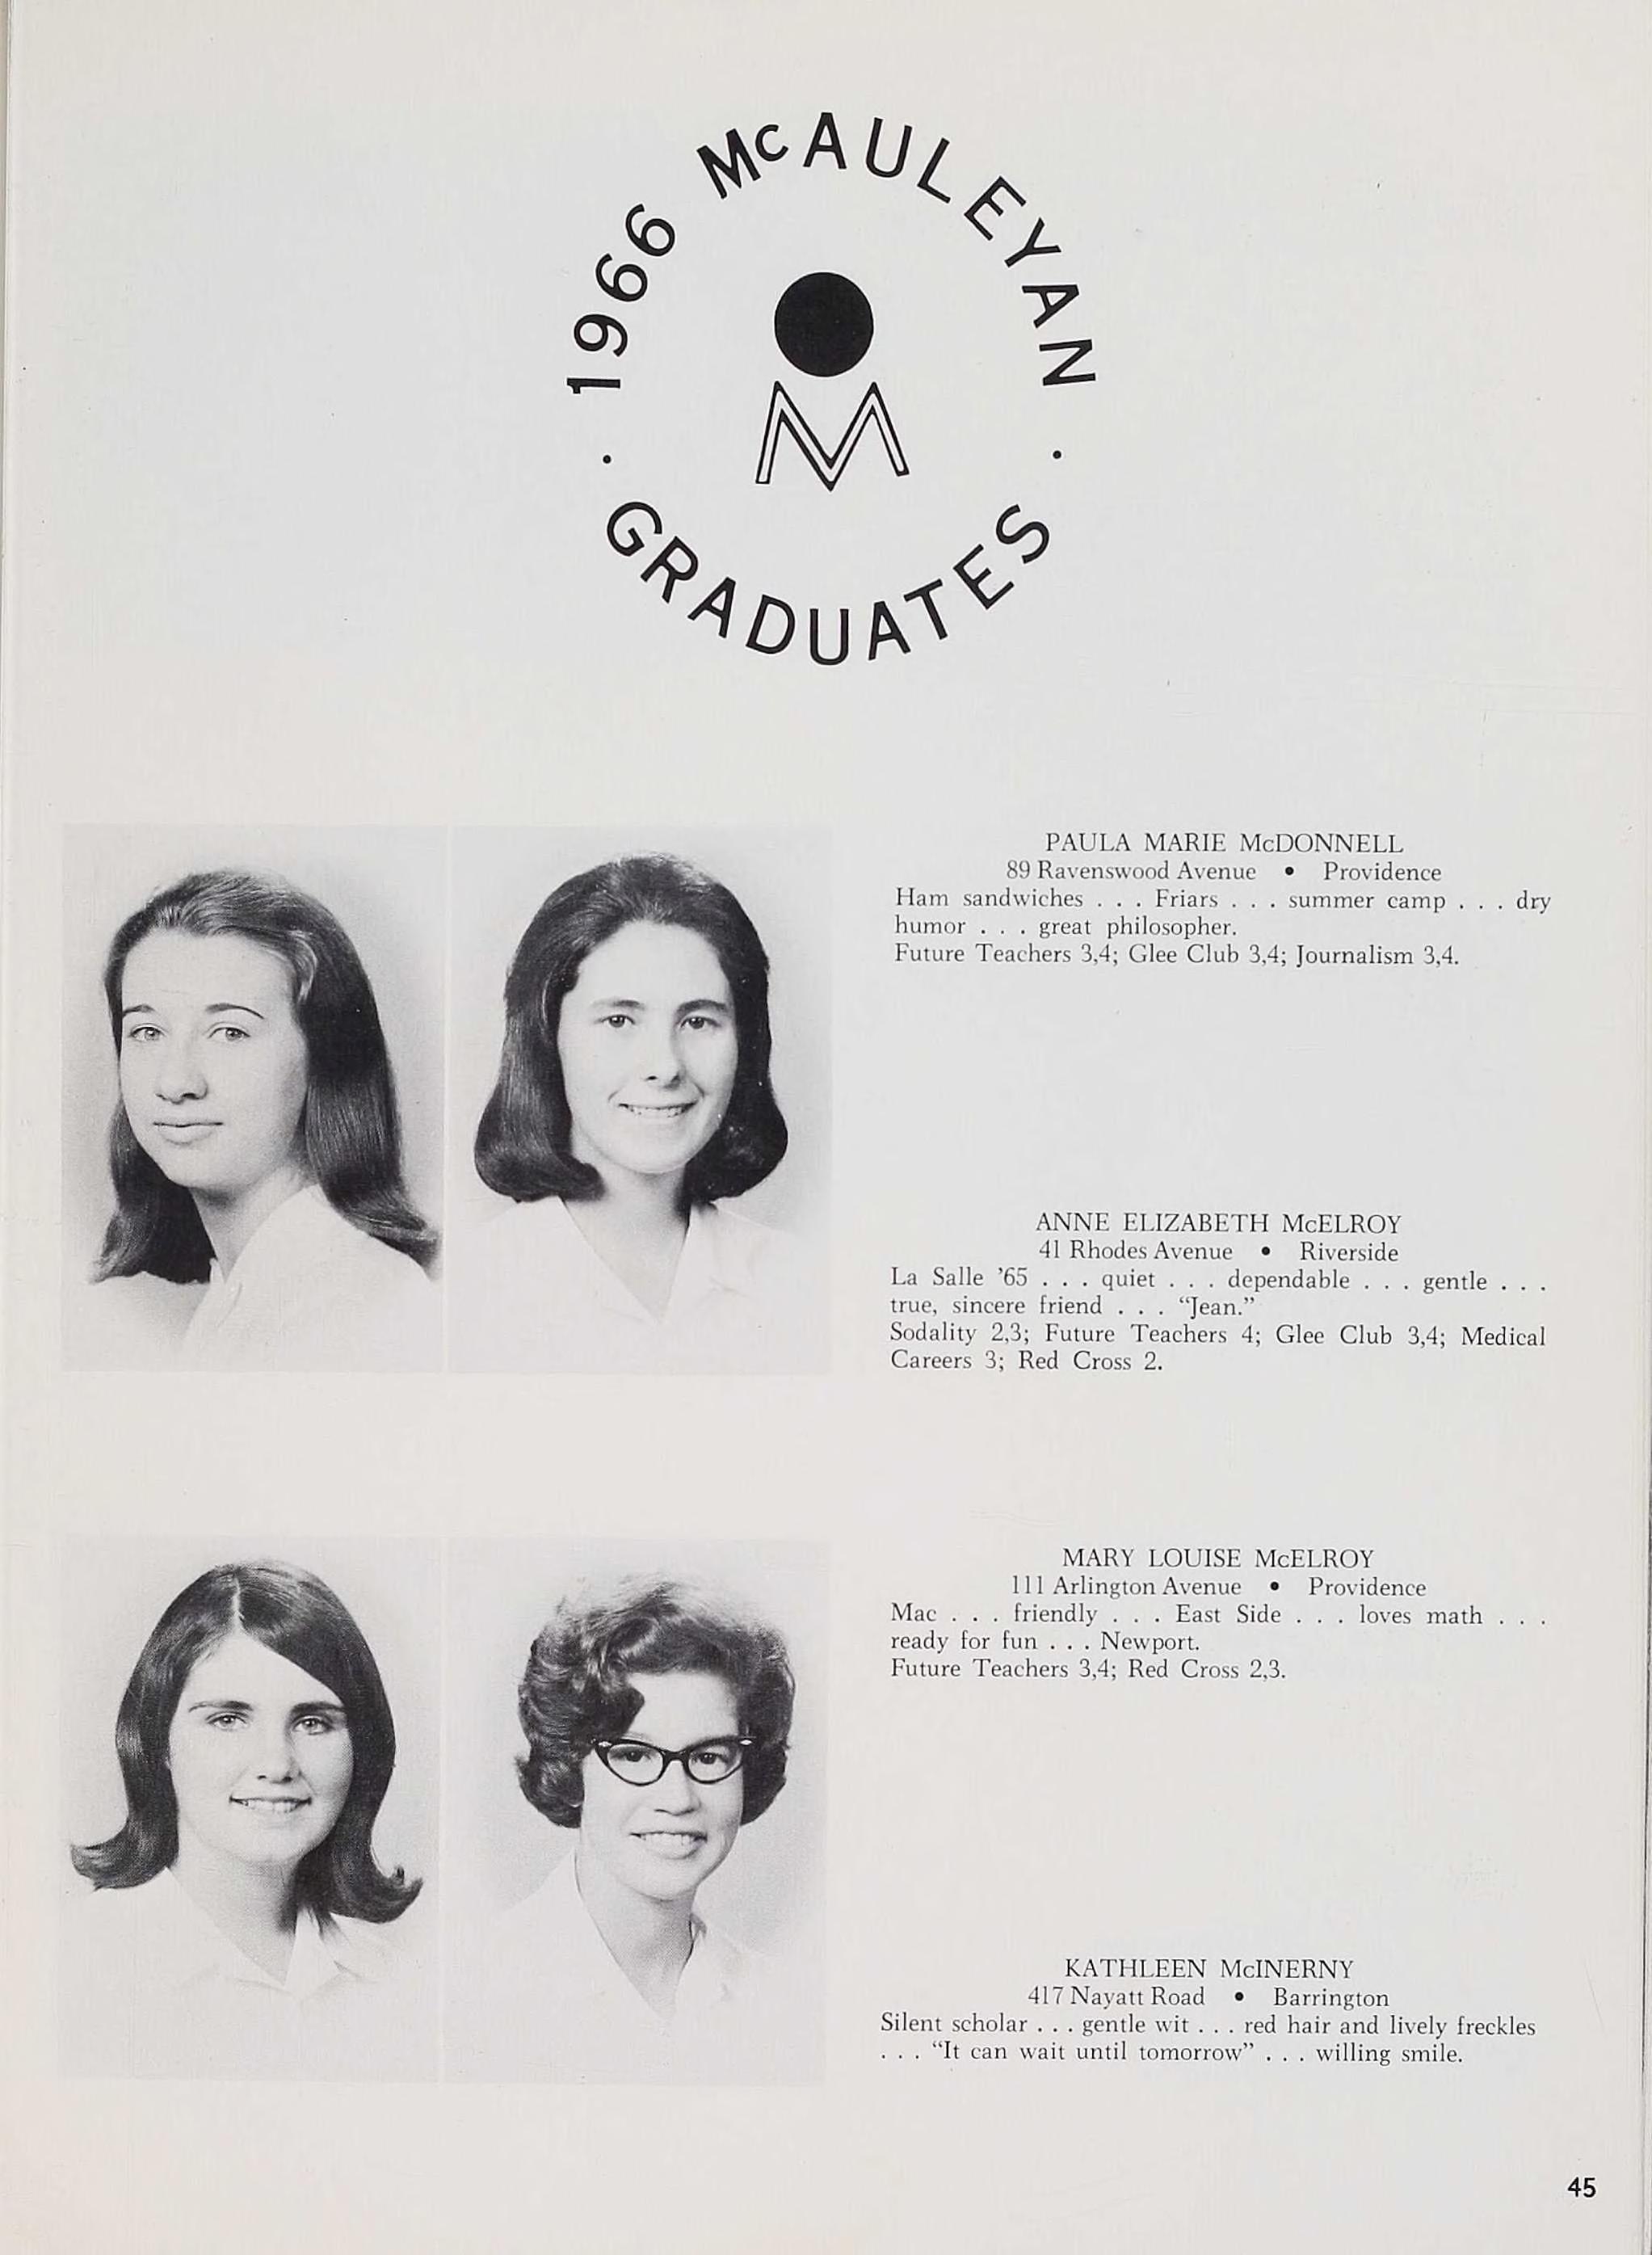 1966 McAULEYAN
M
· GRADUATES ·
PAULA MARIE McDONNELL
89 Ravenswood Avenue • Providence
Ham sandwiches . . . Friars . . . summer camp . . . dry
humor . . . great philosopher.
Future Teachers 3,4; Glee Club 3,4; Journalism 3,4.
ANNE ELIZABETH McELROY
41 Rhodes Avenue • Riverside
La Salle ’65 . . . quiet . . . dependable . . . gentle . . .
true, sincere friend . . . “Jean.”
Sodality 2,3; Future Teachers 4; Glee Club 3,4; Medical
Careers 3; Red Cross 2.
MARY LOUISE McELROY
111 Arlington Avenue • Providence
Mac . . . friendly . . . East Side . . . loves math . . .
ready for fun . . . Newport.
Future Teachers 3,4; Red Cross 2,3.
KATHLEEN McINERNY
417 Nayatt Road • Barrington
Silent scholar . . . gentle wit . . . red hair and lively freckles
. . . “It can wait until tomorrow” . . . willing smile.
45